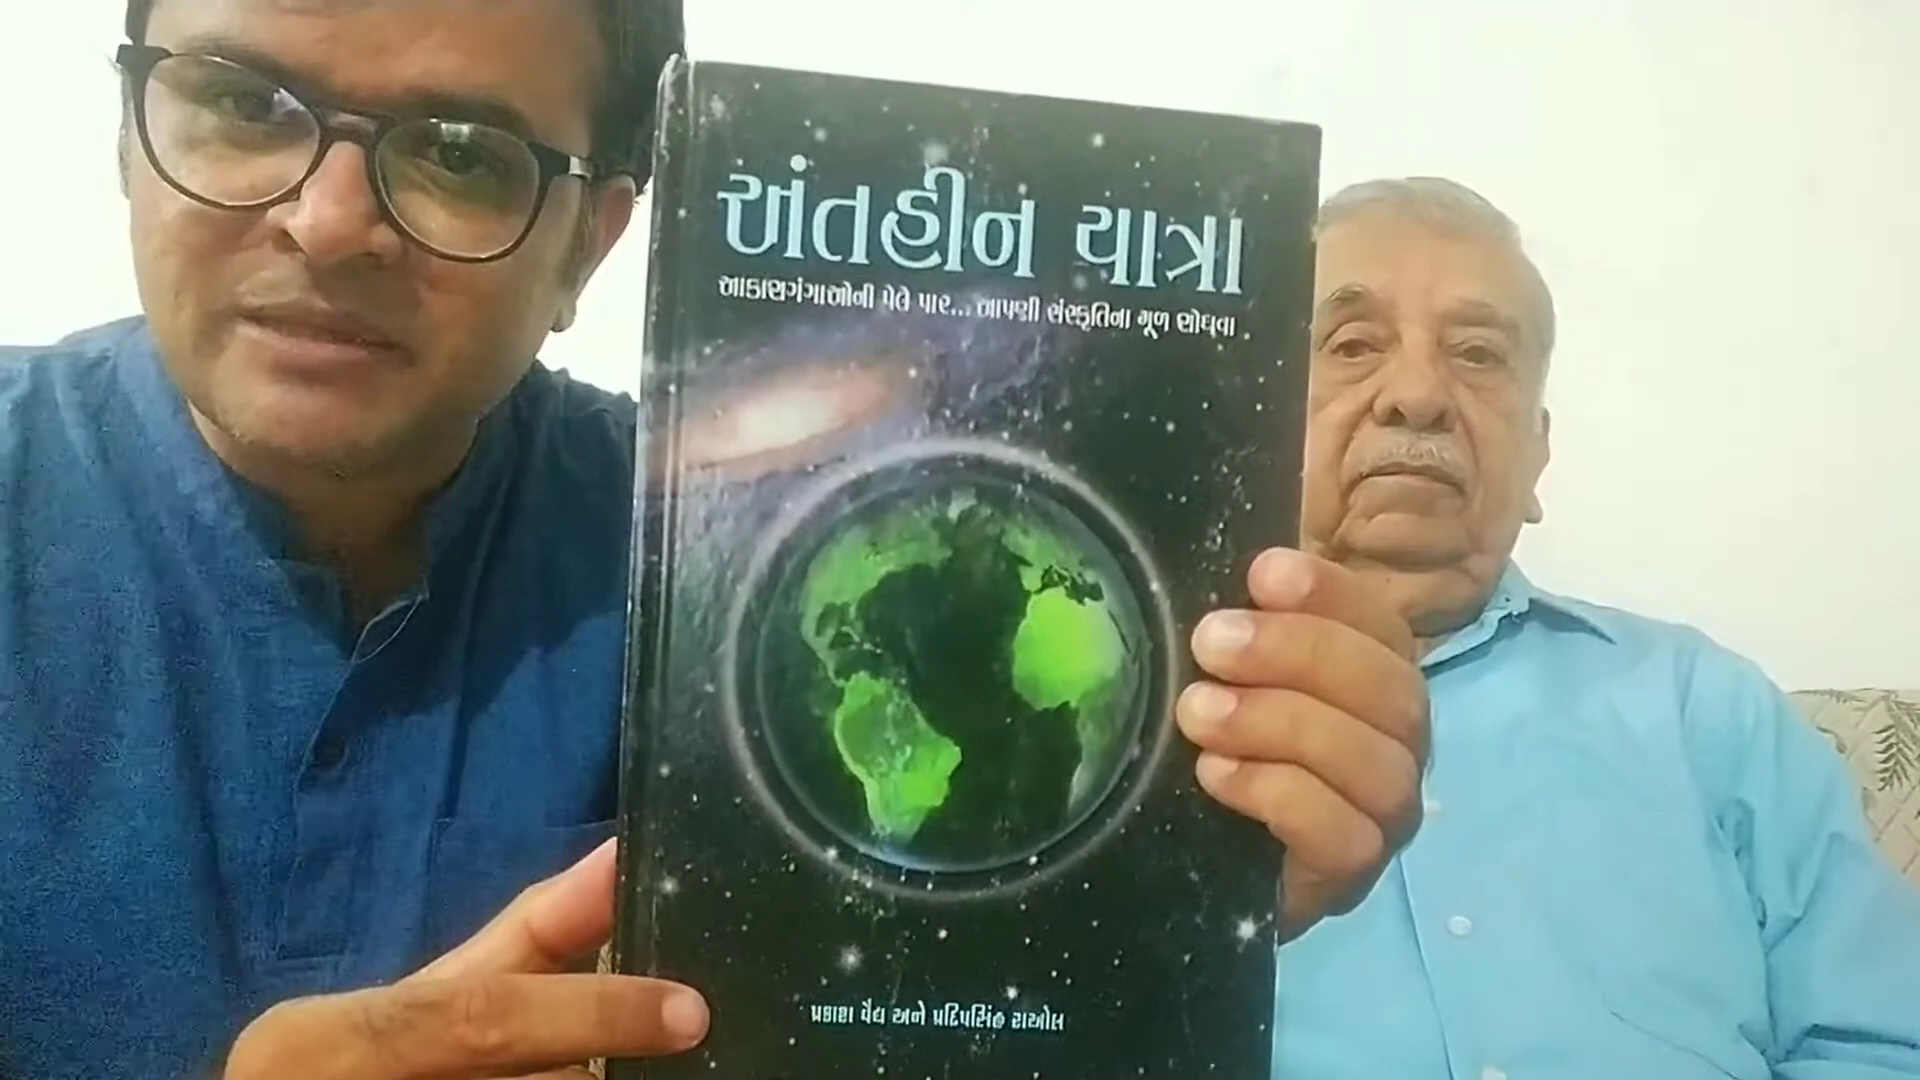 અંતહીન યાત્રા
આકાશગંગાઓની પેલે પાર... આપણી સંસ્કૃતિના મૂળ શોધવા .
પ્રકાશ વૈદ્ય અને પ્રદિપસિંહ રાઓલ